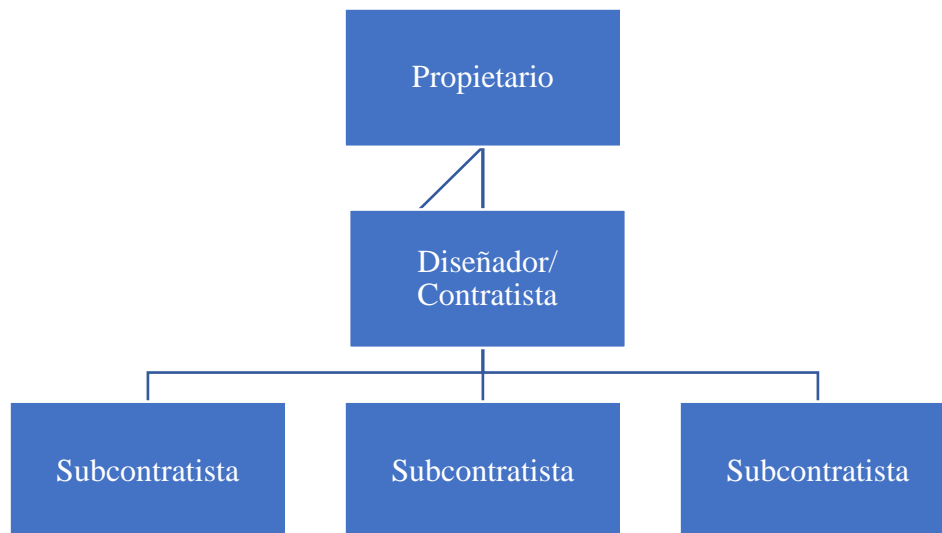 Propietario
Diseñador/
Contratista
Subcontratista
Subcontratista
Subcontratista